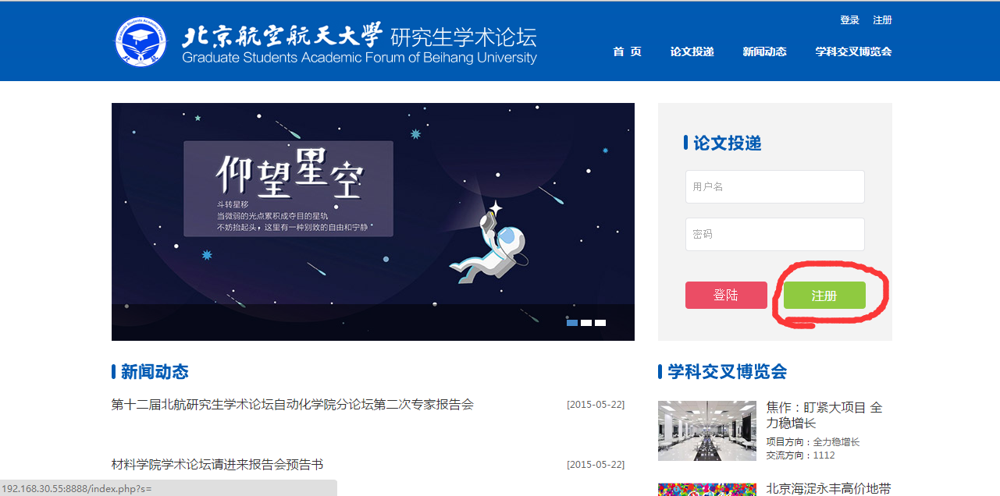 登录 注册
北京航空航天大学 研究生学术论坛
Graduate Students Academic Forum of Beihang University
首 页 论文投递 新闻动态 学科交叉博览会
仰望星空
斗转星移
当微弱的光点累积成夺目的星轨
不妨抬起头，这里有一种别致的自由和宁静
论文投递
用户名
密码
登陆 注册
新闻动态
第十二届北航研究生学术论坛自动化学院分论坛第二次专家报告会 [2015-05-22]
材料学院学术论坛请进来报告会预告书 [2015-05-22]
学科交叉博览会
焦作：盯紧大项目 全
力稳增长
项目方向：全力稳增长
交流方向：1112
北京海淀永丰高价地带
192.168.30.55:8888/index.php?s=